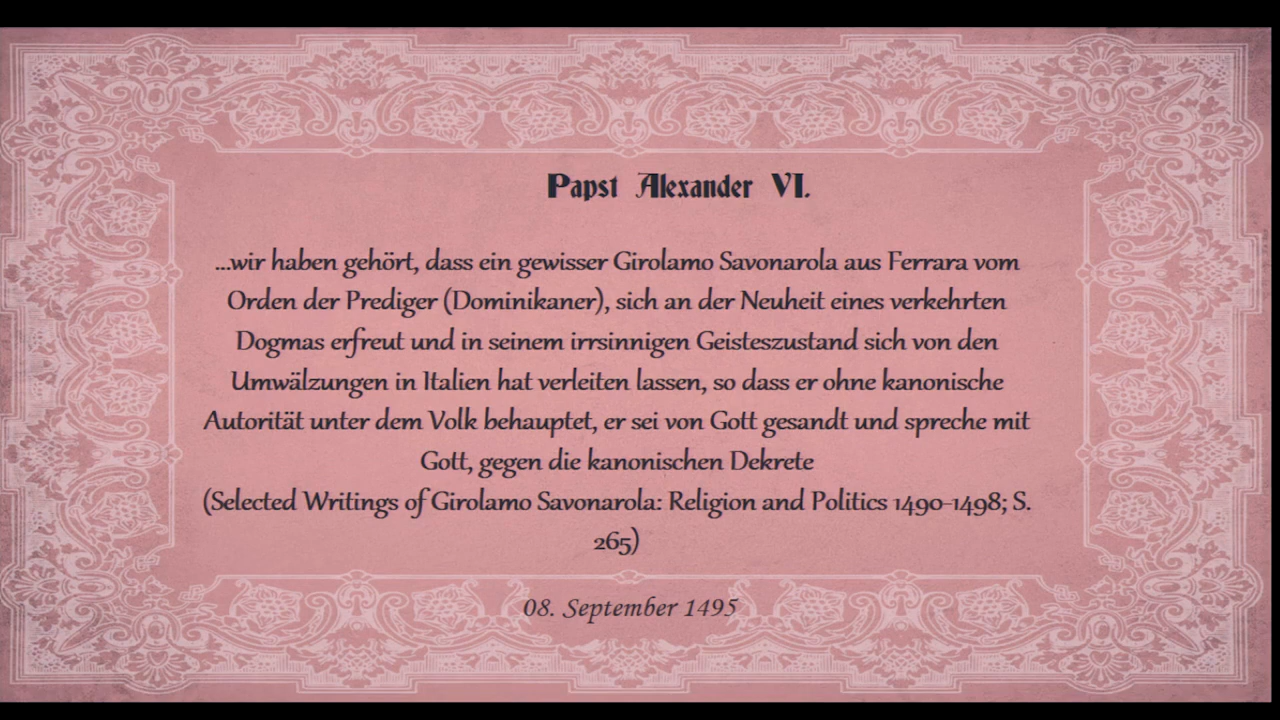 Papst Alexander VI.
...wir haben gehört, dass ein gewisser Girolamo Savonarola aus Ferrara vom
Orden der Prediger (Dominikaner), sich an der Neuheit eines verkehrten
Dogmas erfreut und in seinem irrsinnigen Geisteszustand sich von den
Umwälzungen in Italien hat verleiten lassen, so dass er ohne kanonische
Autorität unter dem Volk behauptet, er sei von Gott gesandt und spreche mit
Gott, gegen die kanonischen Dekrete
(Selected Writings of Girolamo Savonarola: Religion and Politics 1490-1498; S.
265)
08. September 1495